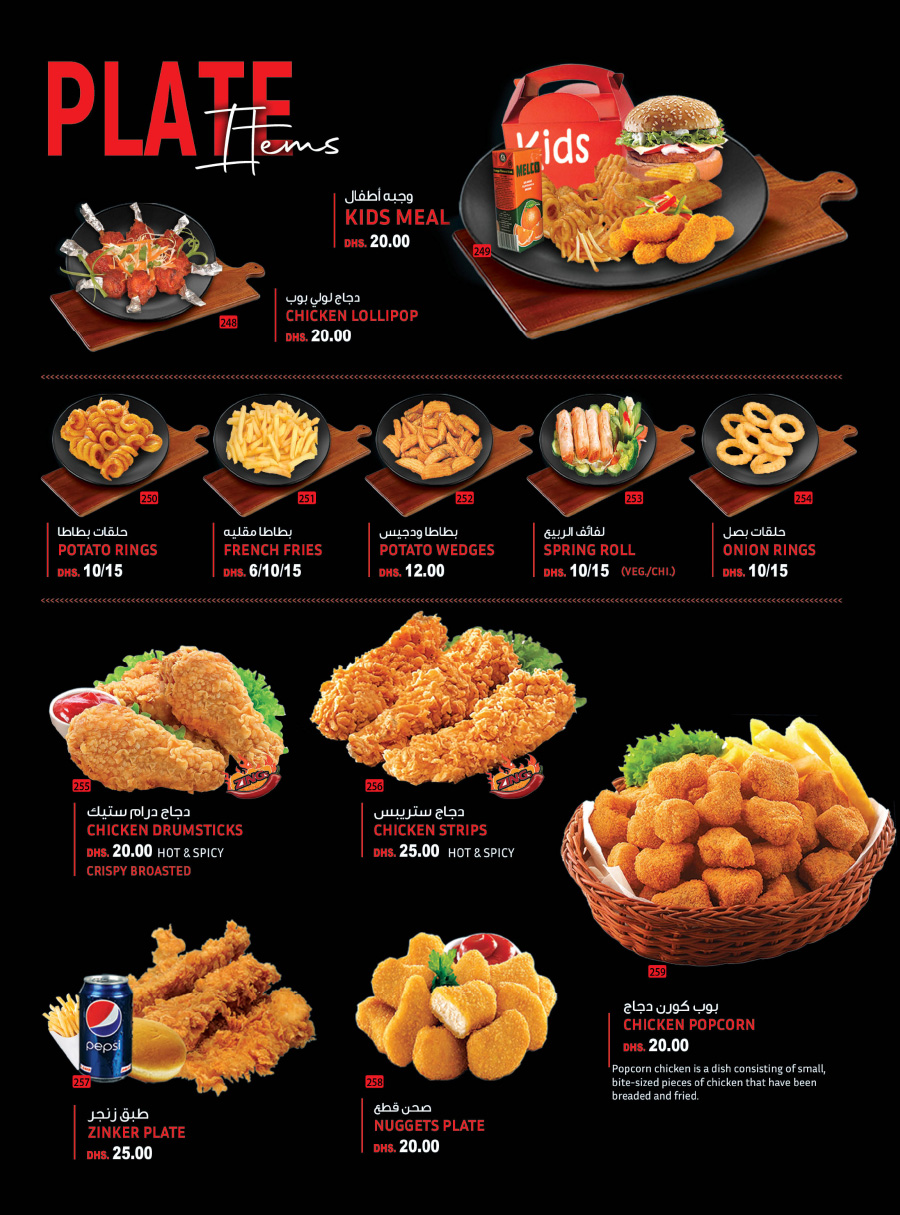 PLATE
Items
Kids
MELCO
وجبه أطفال
KIDS MEAL
DHS. 20.00
249
248
دجاج لولي بوب
CHICKEN LOLLIPOP
DHS. 20.00
250
251
252
253
254
حلقات بطاطا
POTATO RINGS
DHS. 10/15
بطاطا مقليه
FRENCH FRIES
DHS. 6/10/15
بطاطا ودجيس
POTATO WEDGES
DHS. 12.00
لفائف الربيع
SPRING ROLL
DHS. 10/15 (VEG./CHI.)
حلقات بصل
ONION RINGS
DHS. 10/15
ZING
255
دجاج درام ستيك
CHICKEN DRUMSTICKS
DHS. 20.00 HOT & SPICY
CRISPY BROASTED
ZING
256
دجاج ستريبس
CHICKEN STRIPS
DHS. 25.00 HOT & SPICY
259
بوب كورن دجاج
CHICKEN POPCORN
DHS. 20.00
Popcorn chicken is a dish consisting of small,
bite-sized pieces of chicken that have been
breaded and fried.
pepsi
257
طبق زنجر
ZINKER PLATE
DHS. 25.00
258
صحن قطع
NUGGETS PLATE
DHS. 20.00